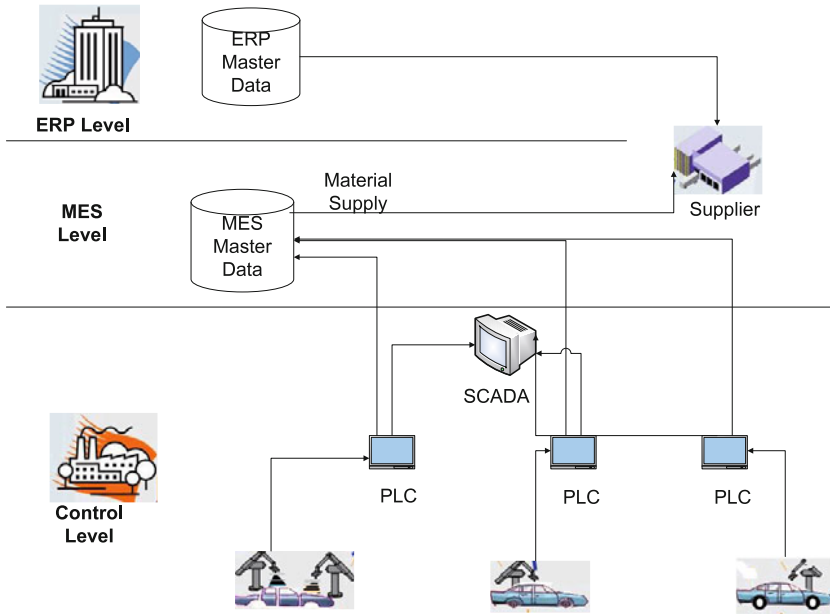 ERP
Master
Data
ERP Level
Material
Supply
MES
Level
MES
Master
Data
Supplier
SCADA
PLC
PLC
PLC
Control
Level